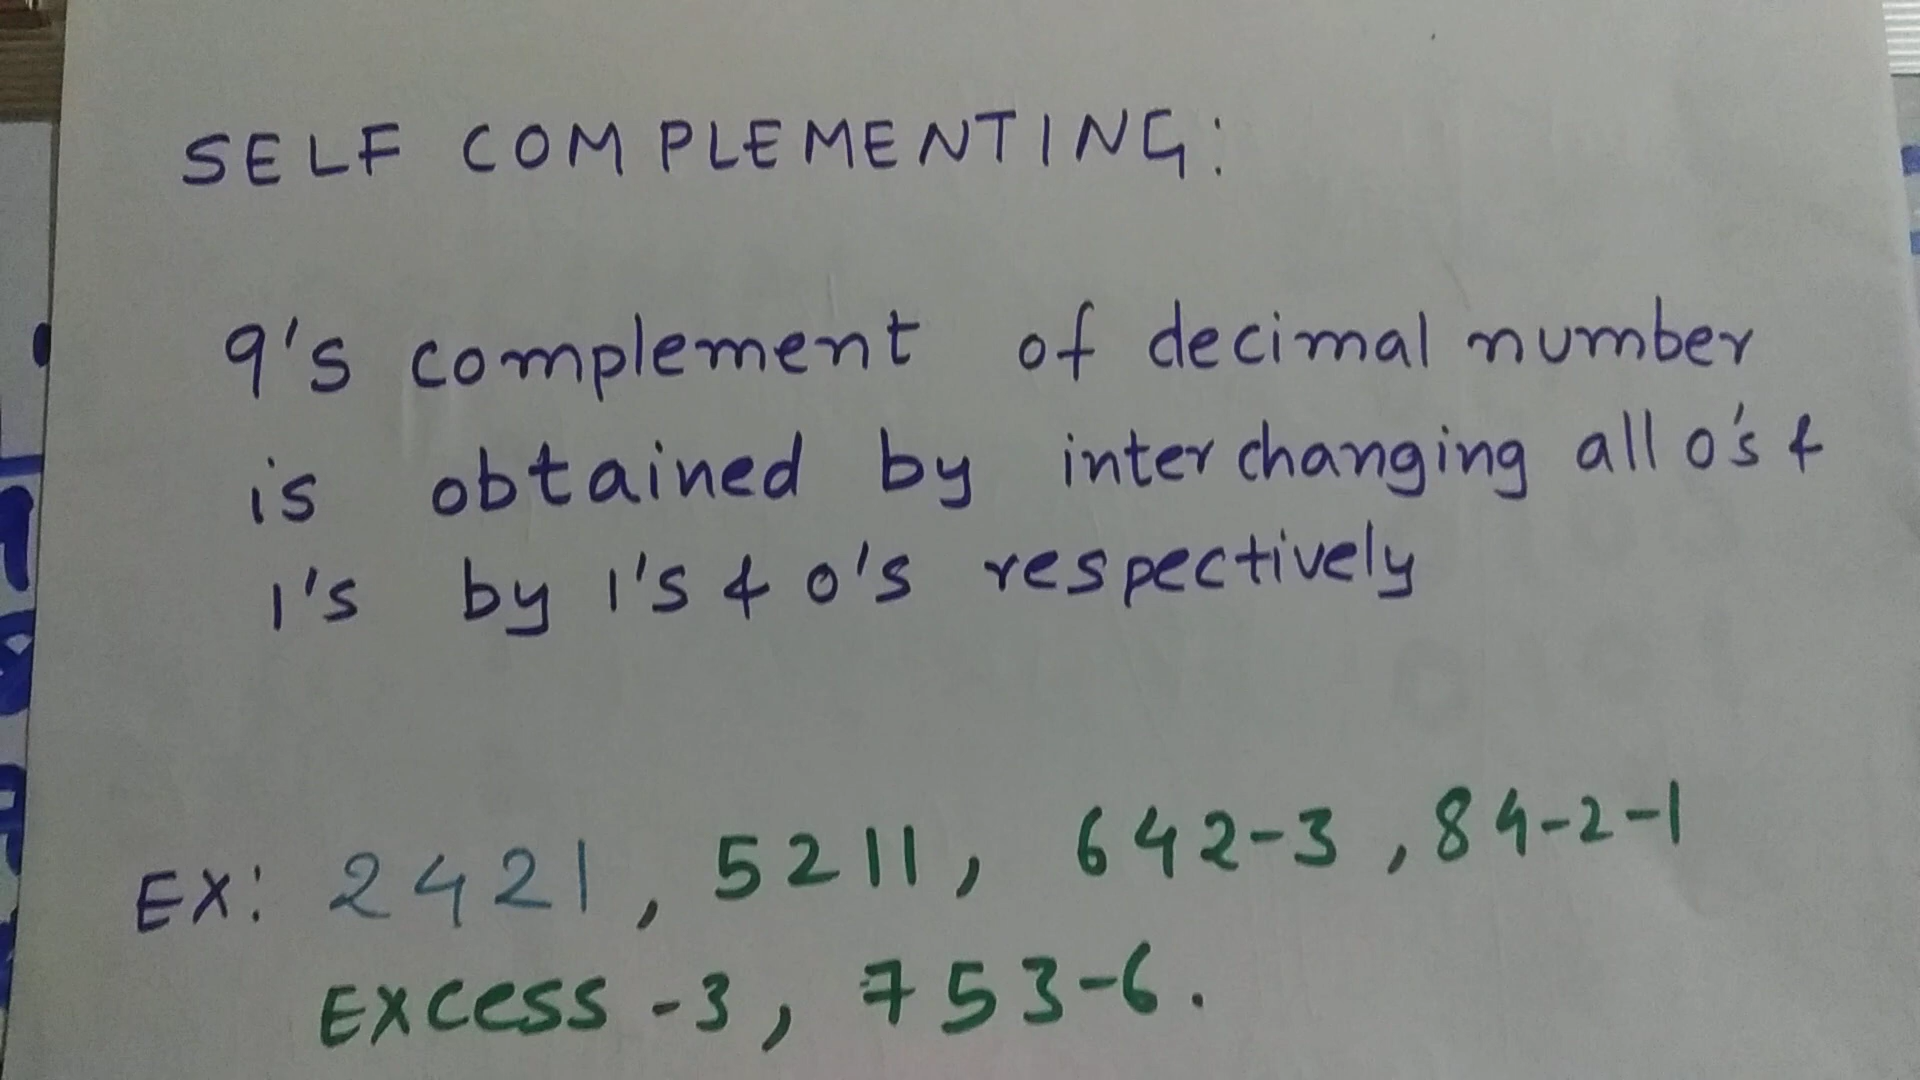 SELF COMPLEMENTING:
9's complement of decimal number
is obtained by interchanging all 0's &
1's by 1's & 0's respectively
EX: 2421, 5211, 642-3, 84-2-1
EXCESS-3, 753-6.